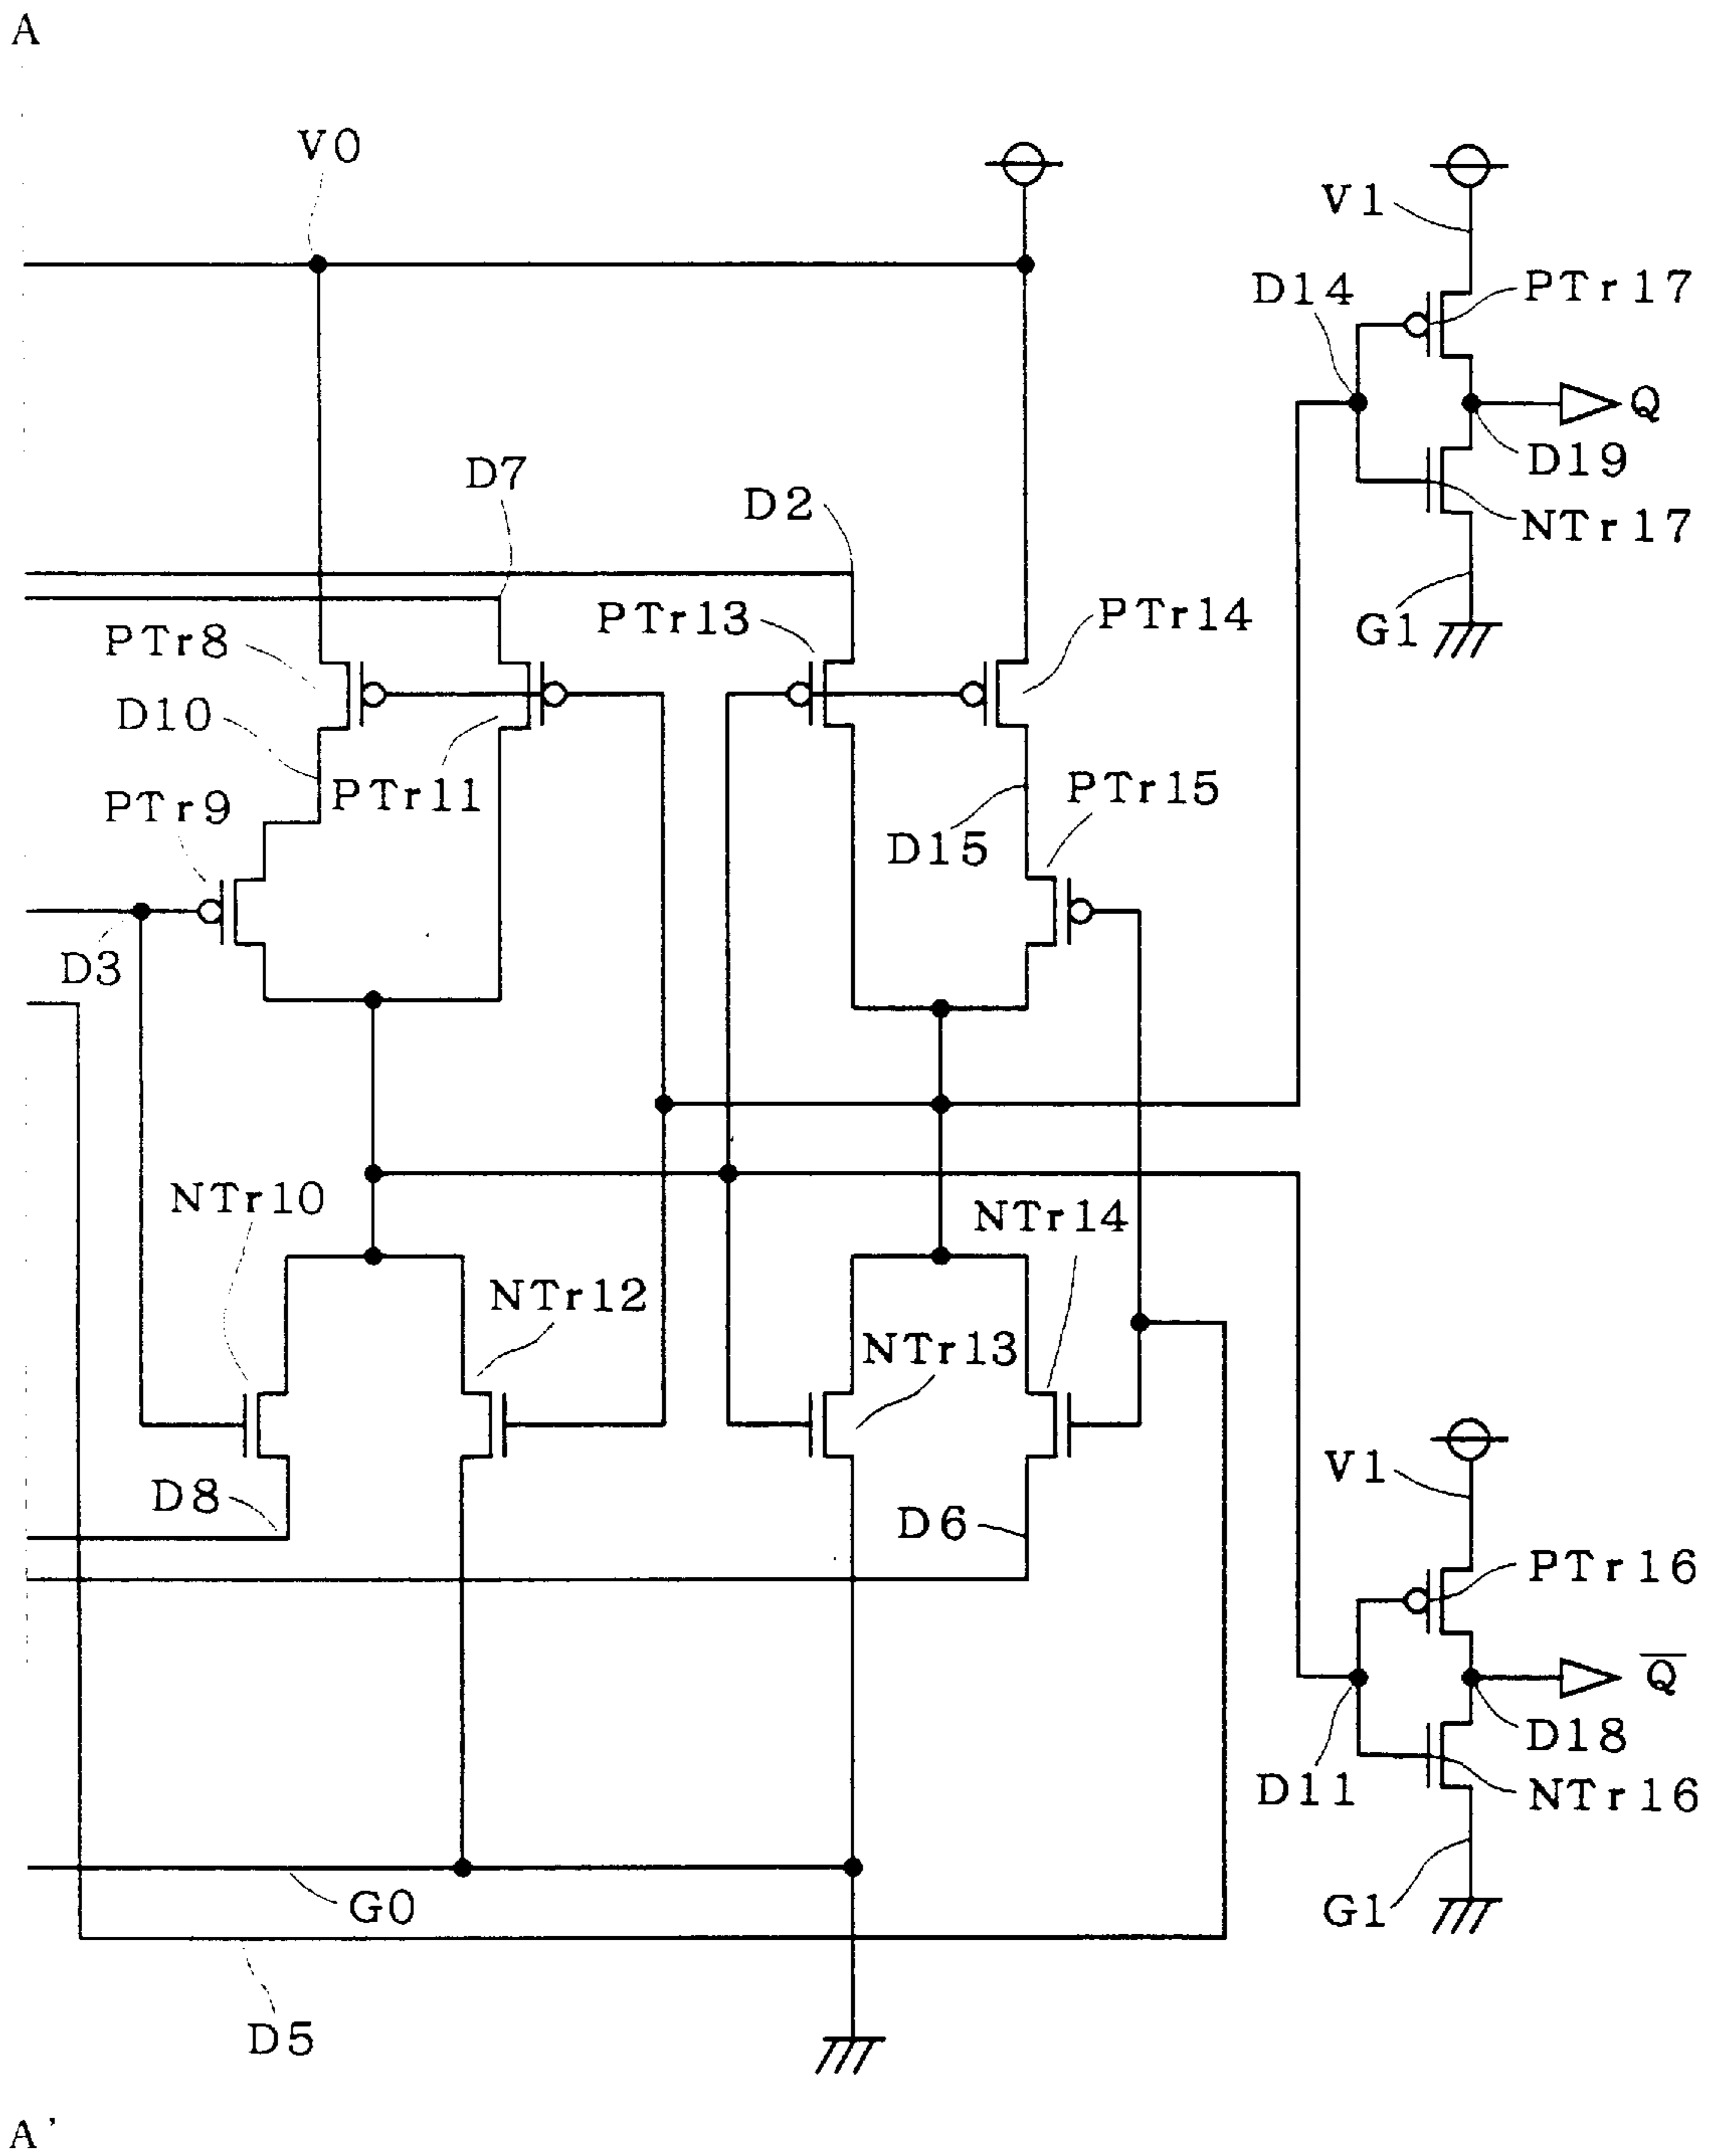 A
V0
V1
D14
PTr17
Q
D19
NTr17
G1
D7
D2
PTr13
PTr14
PTr8
D10
PTr11
PTr15
PTr9
D15
D3
NTr10
NTr14
NTr12
NTr13
D8
D6
V1
PTr16
Q̅
D18
D11
NTr16
G0
G1
D5
A'